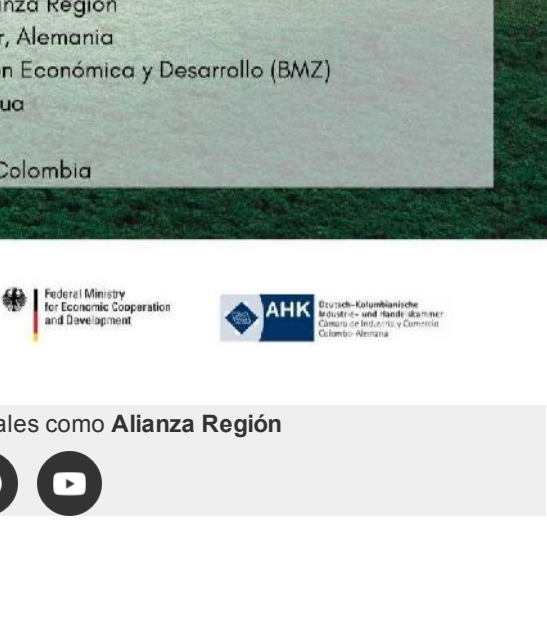 anza Región
r, Alemania
n Económica y Desarrollo (BMZ)
ua
Colombia
Federal Ministry
for Economic Cooperation
and Development
AHK
Deutsch-Kolumbianische
Industrie- und Handelskammer
Cámara de Industria y Comercio
Colombo-Alemana
ales como Alianza Región